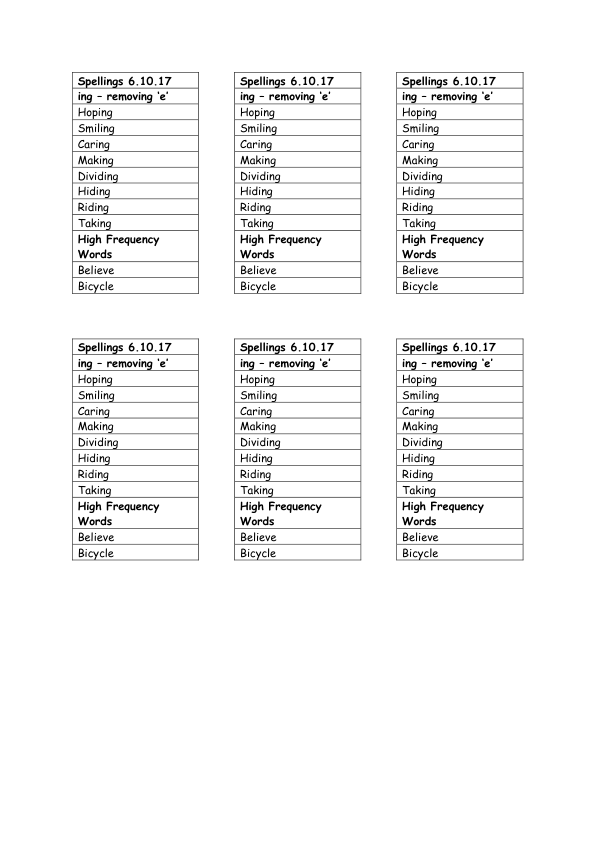 Spellings 6.10.17
ing – removing ‘e’
Hoping
Smiling
Caring
Making
Dividing
Hiding
Riding
Taking
High Frequency
Words
Believe
Bicycle
Spellings 6.10.17
ing – removing ‘e’
Hoping
Smiling
Caring
Making
Dividing
Hiding
Riding
Taking
High Frequency
Words
Believe
Bicycle
Spellings 6.10.17
ing – removing ‘e’
Hoping
Smiling
Caring
Making
Dividing
Hiding
Riding
Taking
High Frequency
Words
Believe
Bicycle
Spellings 6.10.17
ing – removing ‘e’
Hoping
Smiling
Caring
Making
Dividing
Hiding
Riding
Taking
High Frequency
Words
Believe
Bicycle
Spellings 6.10.17
ing – removing ‘e’
Hoping
Smiling
Caring
Making
Dividing
Hiding
Riding
Taking
High Frequency
Words
Believe
Bicycle
Spellings 6.10.17
ing – removing ‘e’
Hoping
Smiling
Caring
Making
Dividing
Hiding
Riding
Taking
High Frequency
Words
Believe
Bicycle